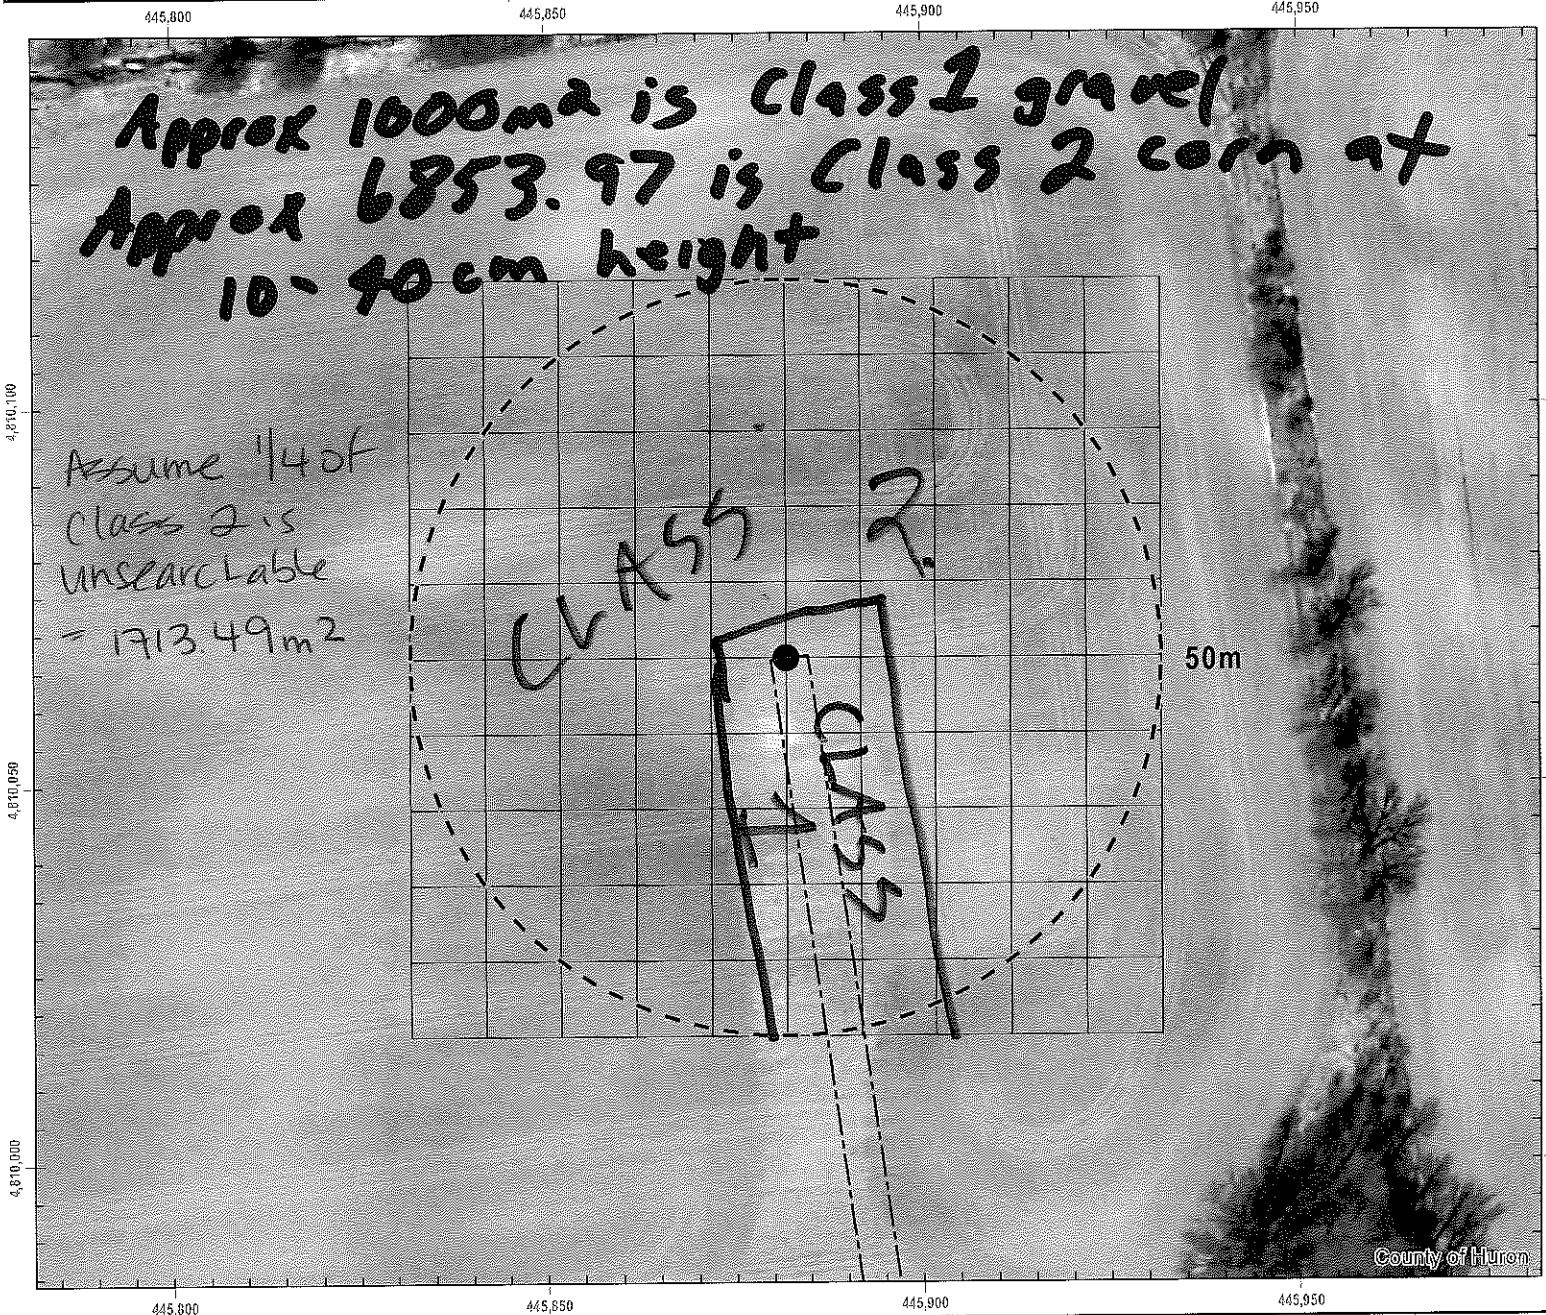 445,800 445,850 445,900 445,950
Approx 1000m² is Class 1 gravel
Approx 6853.97 is Class 2 corn at
10- 40 cm height
4,810,100
Assume 1/4 of
class 2 is
unsearchable
= 1713.49m²
CLASS 2
50m
CLASS
1
4,810,050
4,810,000
County of Huron
445,800 445,850 445,900 445,950